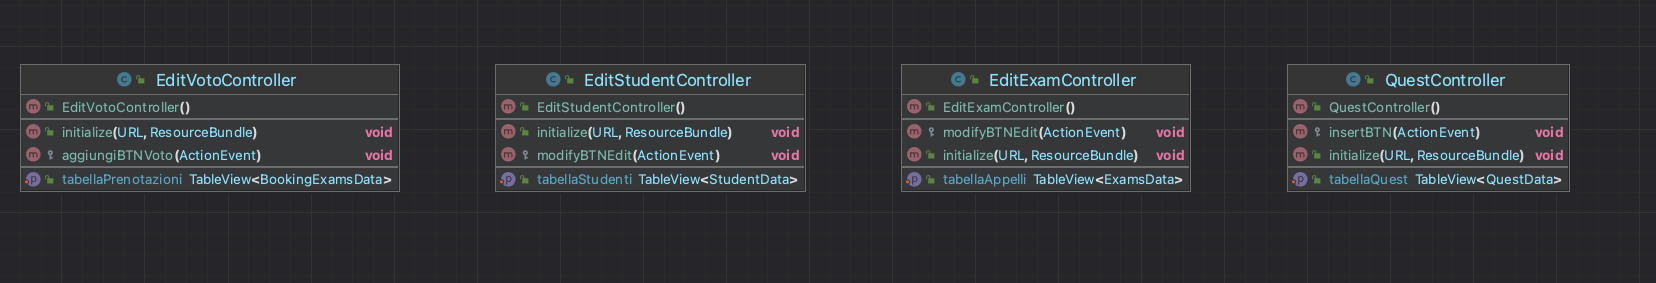 EditVotoController
EditVotoController()
initialize(URL, ResourceBundle) void
aggiungiBTNVoto(ActionEvent) void
tabellaPrenotazioni TableView<BookingExamsData>
EditStudentController
EditStudentController()
initialize(URL, ResourceBundle) void
modifyBTNEdit(ActionEvent) void
tabellaStudenti TableView<StudentData>
EditExamController
EditExamController()
modifyBTNEdit(ActionEvent) void
initialize(URL, ResourceBundle) void
tabellaAppelli TableView<ExamsData>
QuestController
QuestController()
insertBTN(ActionEvent) void
initialize(URL, ResourceBundle) void
tabellaQuest TableView<QuestData>